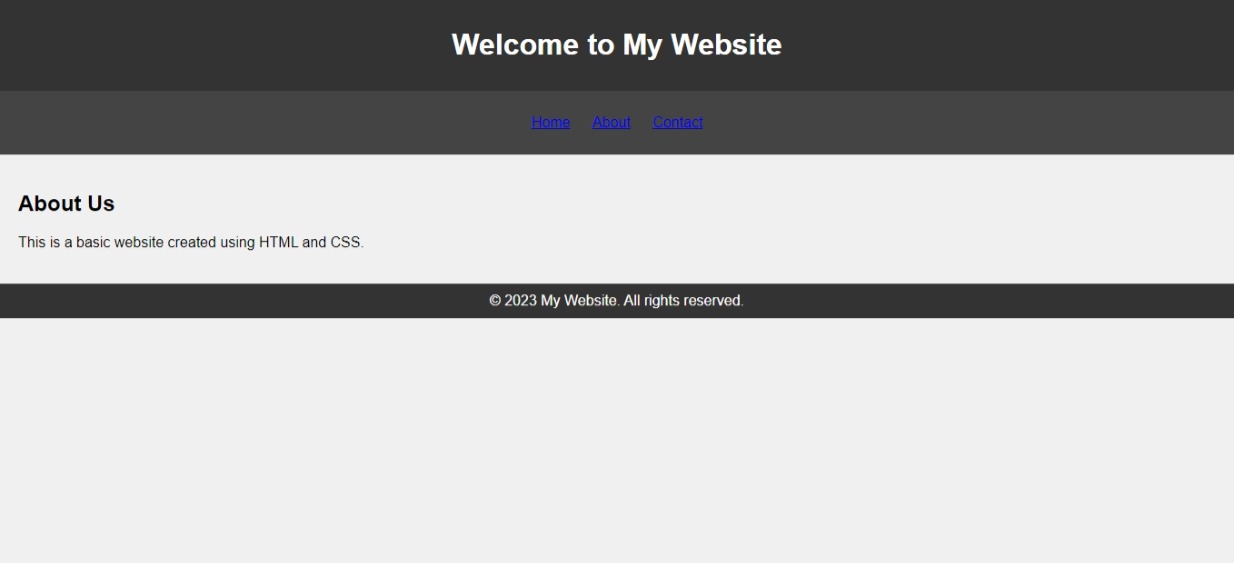 Welcome to My Website
Home About Contact
About Us
This is a basic website created using HTML and CSS.
© 2023 My Website. All rights reserved.